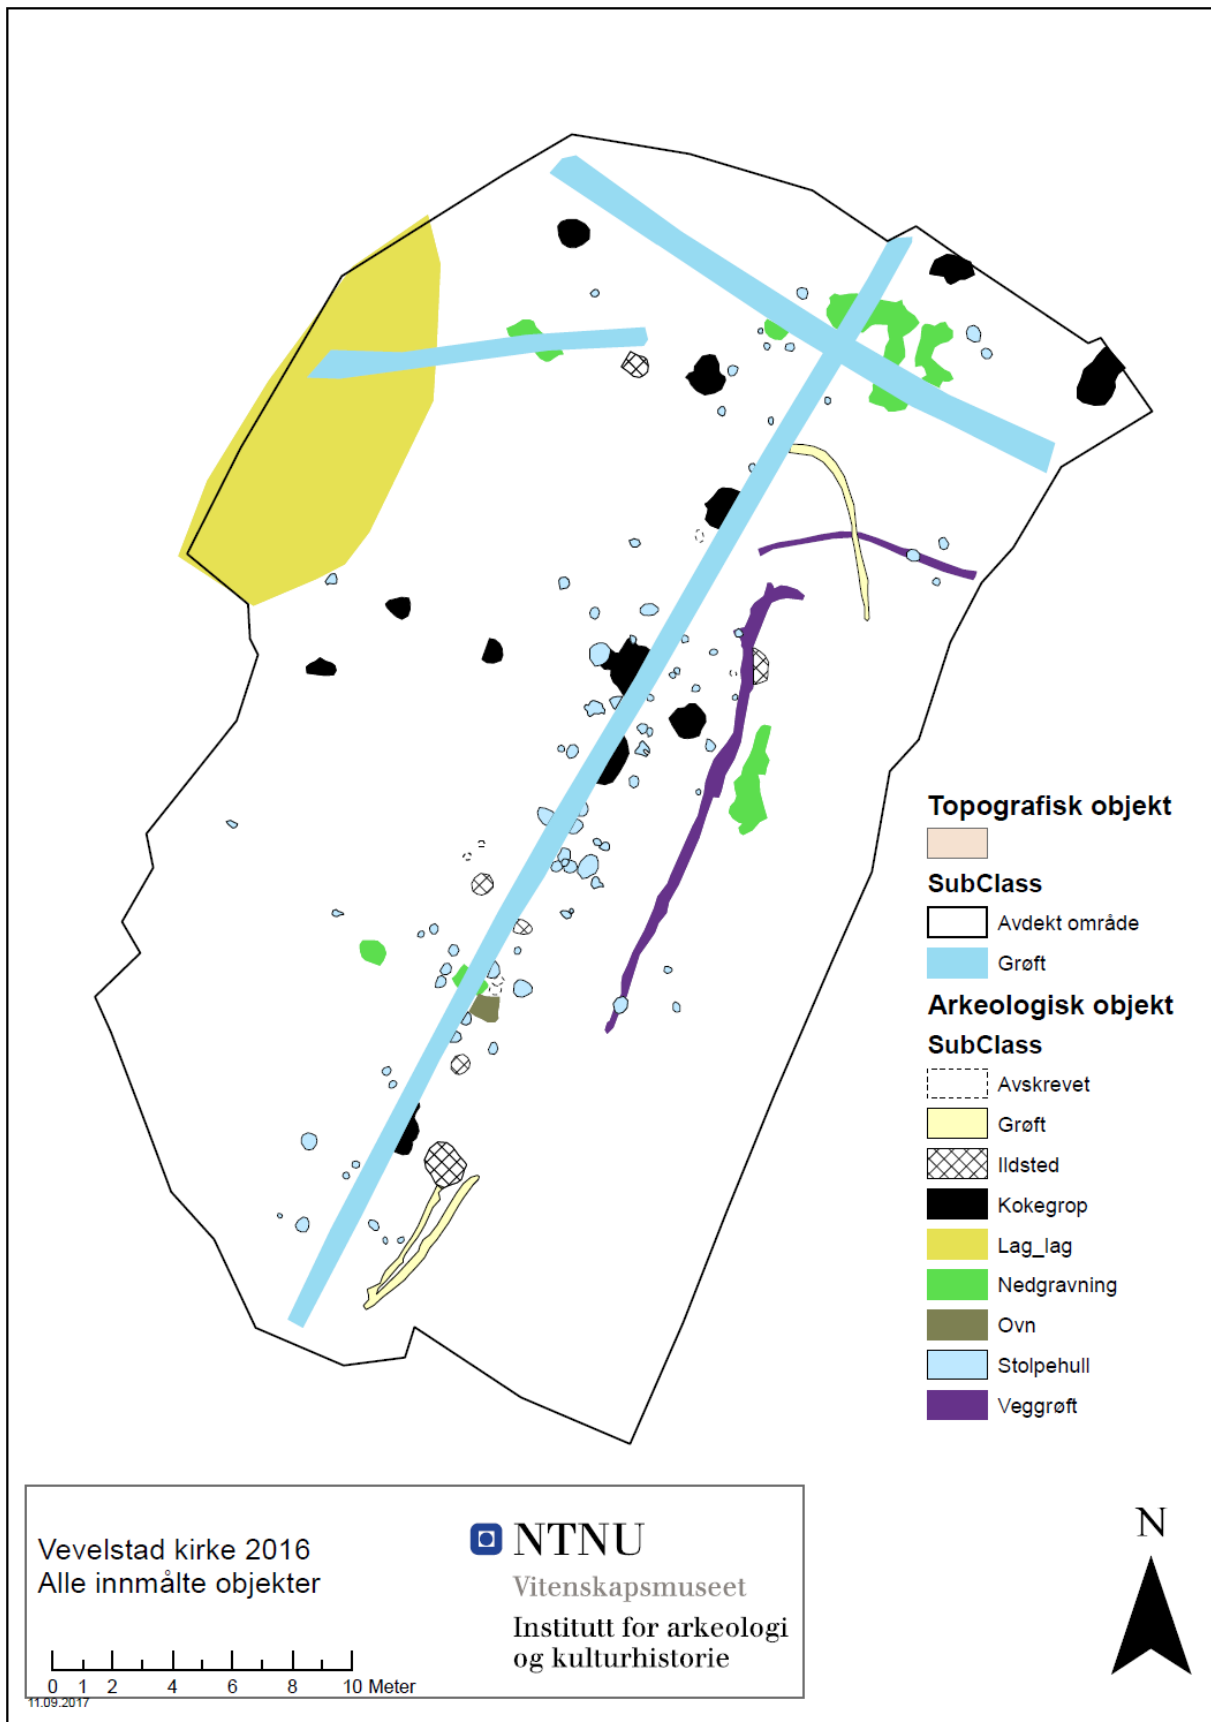 Topografisk objekt
SubClass
Avdekt område
Grøft
Arkeologisk objekt
SubClass
Avskrevet
Grøft
Ildsted
Kokegrop
Lag_lag
Nedgravning
Ovn
Stolpehull
Veggrøft
Vevelstad kirke 2016
Alle innmålte objekter
NTNU
Vitenskapsmuseet
Institutt for arkeologi
og kulturhistorie
0 1 2 4 6 8 10 Meter
11.09.2017
N